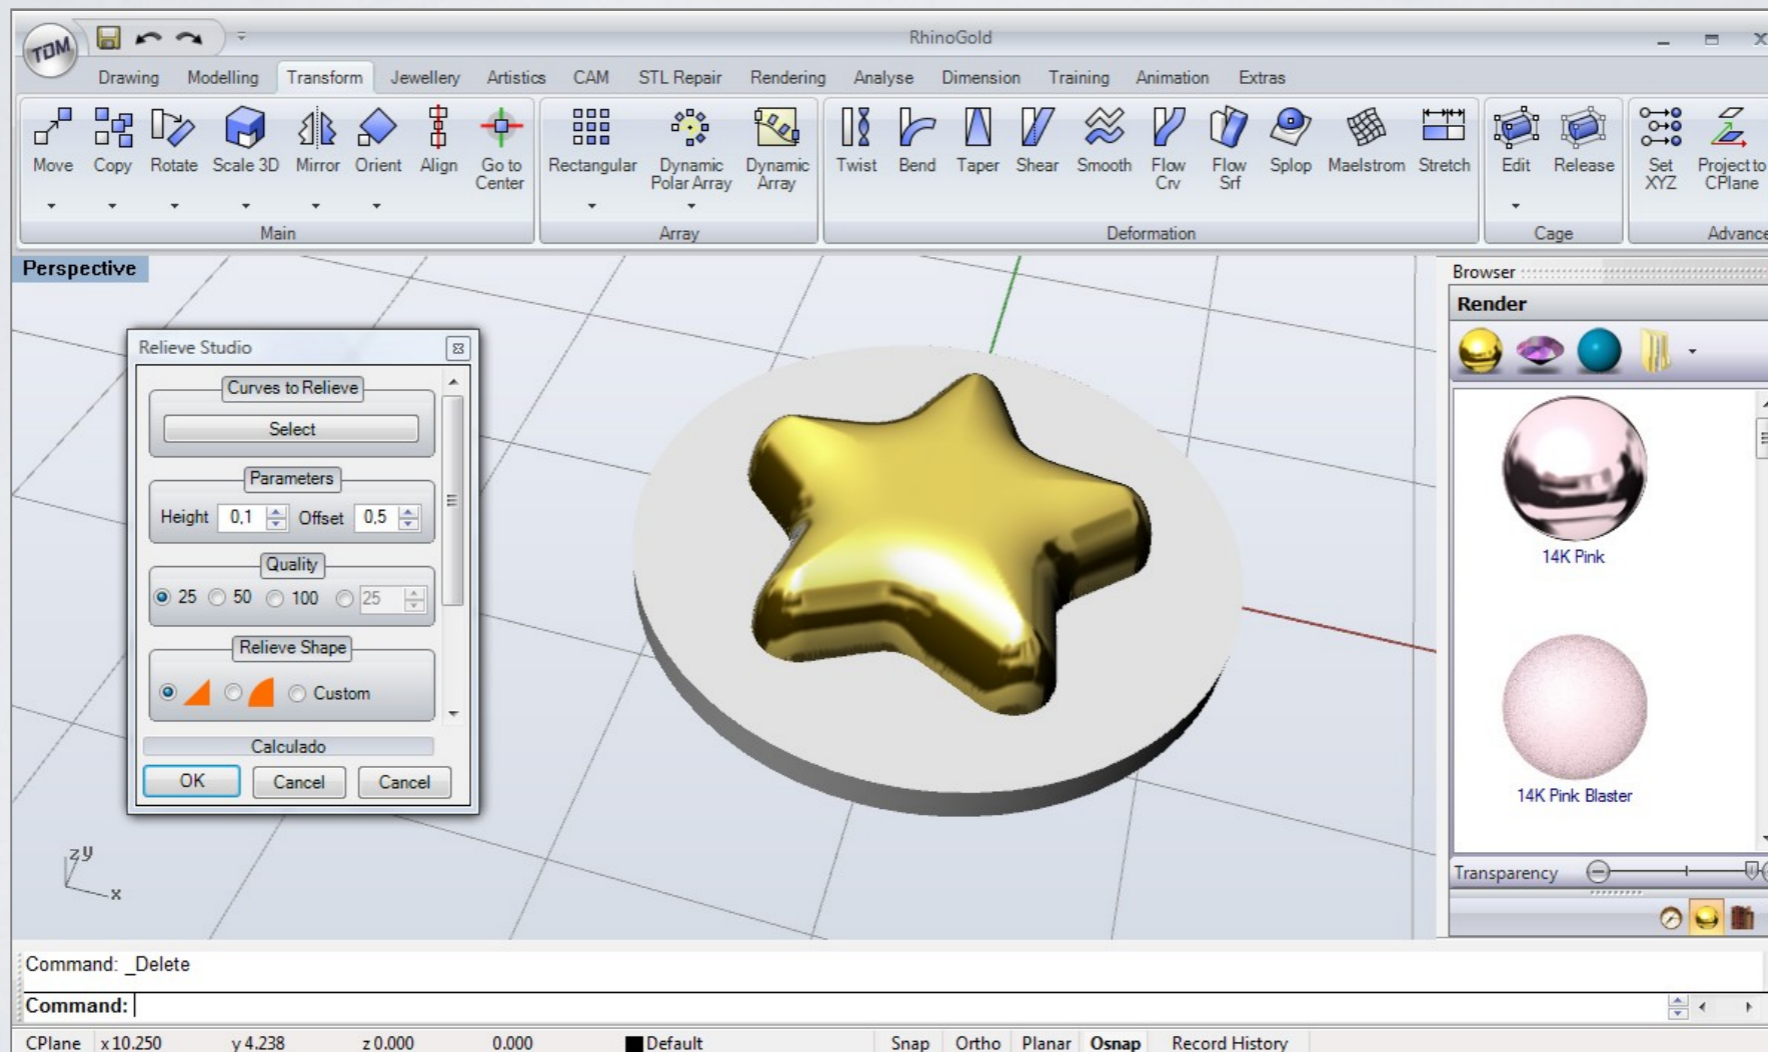 RhinoGold
TDM
Drawing Modelling Transform Jewellery Artistics CAM STL Repair Rendering Analyse Dimension Training Animation Extras
Move Copy Rotate Scale 3D Mirror Orient Align Go to Center Rectangular Dynamic Polar Array Dynamic Array Twist Bend Taper Shear Smooth Flow Crv Flow Srf Splop Maelstrom Stretch Edit Release Set XYZ Project to CPlane
Main Array Deformation Cage Advance
Perspective
Relieve Studio
Curves to Relieve
Select
Parameters
Height 0,1 Offset 0,5
Quality
25 50 100 25
Relieve Shape
Custom
Calculado
OK Cancel Cancel
z y
x
Browser
Render
14K Pink
14K Pink Blaster
Transparency
Command: _Delete
Command:
CPlane x 10.250 y 4.238 z 0.000 0.000 Default Snap Ortho Planar Osnap Record History